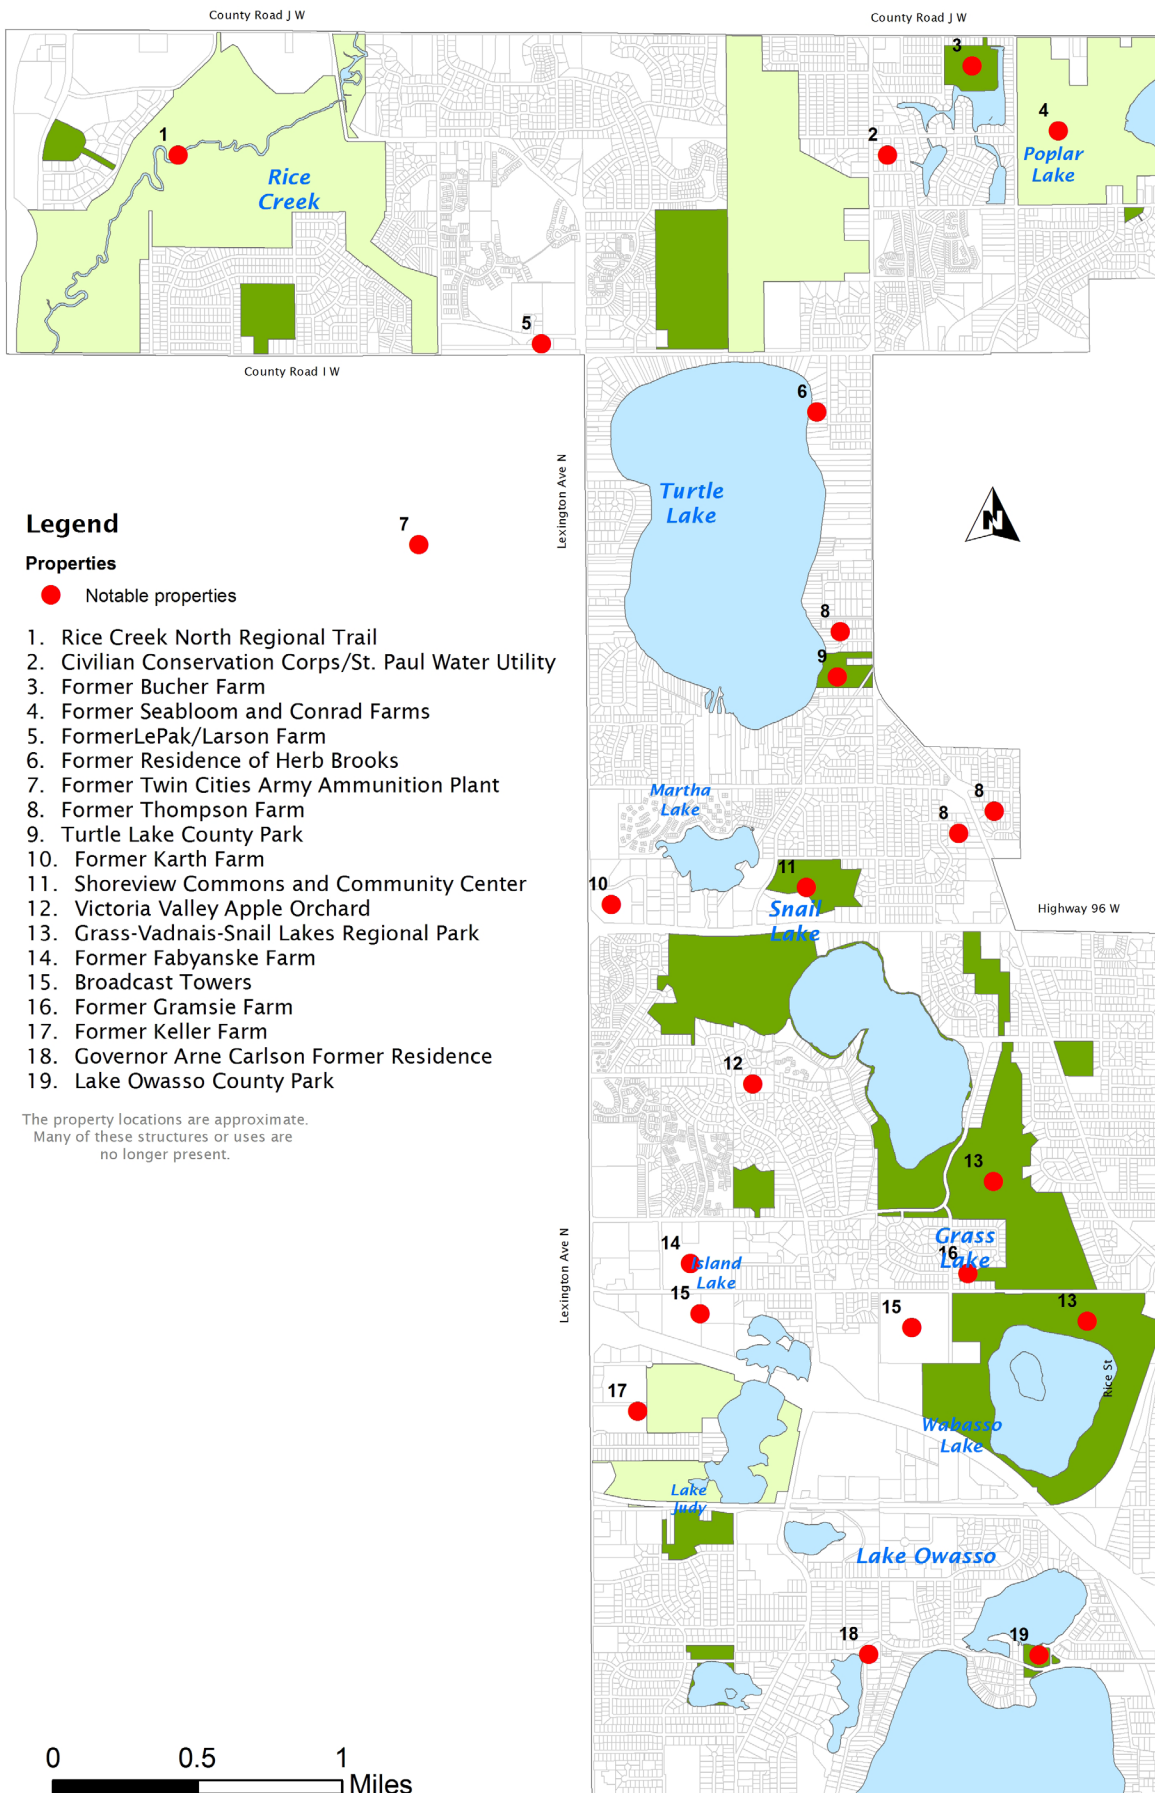 County Road J W
County Road J W
3
4
1
2
Poplar
Lake
Rice
Creek
5
County Road I W
6
Lexington Ave N
Turtle
Lake
N
7
Legend
Properties
Notable properties
1. Rice Creek North Regional Trail
2. Civilian Conservation Corps/St. Paul Water Utility
3. Former Bucher Farm
4. Former Seabloom and Conrad Farms
5. FormerLePak/Larson Farm
6. Former Residence of Herb Brooks
7. Former Twin Cities Army Ammunition Plant
8. Former Thompson Farm
9. Turtle Lake County Park
10. Former Karth Farm
11. Shoreview Commons and Community Center
12. Victoria Valley Apple Orchard
13. Grass-Vadnais-Snail Lakes Regional Park
14. Former Fabyanske Farm
15. Broadcast Towers
16. Former Gramsie Farm
17. Former Keller Farm
18. Governor Arne Carlson Former Residence
19. Lake Owasso County Park
The property locations are approximate.
Many of these structures or uses are
no longer present.
8
9
Martha
Lake
8
8
11
10
Snail
Lake
Highway 96 W
12
13
Lexington Ave N
14
Island
Lake
Grass
Lake
16
15
15
13
Rice St
17
Wabasso
Lake
Lake
Judy
Lake Owasso
18
19
0 0.5 1
Miles